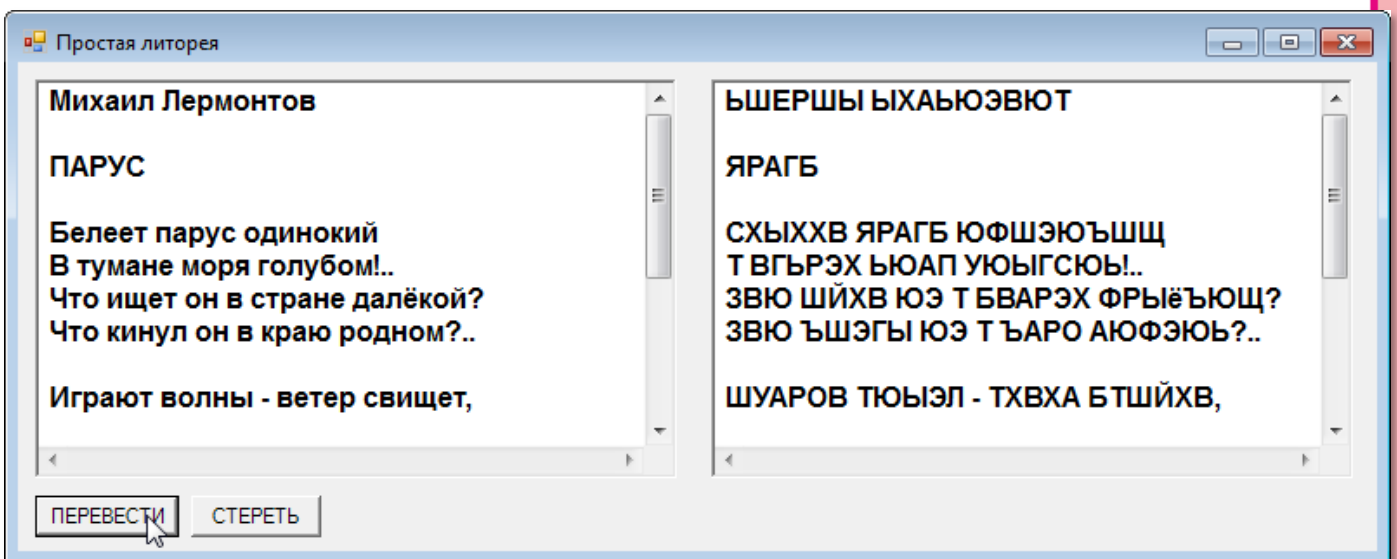 Простая литорея
Михаил Лермонтов
ПАРУС
Белеет парус одинокий
В тумане моря голубом!..
Что ищет он в стране далёкой?
Что кинул он в краю родном?..
Играют волны - ветер свищет,
ЬШЕРШЫ ЫХАЬЮЭВЮТ
ЯРАГБ
СХЫХХВ ЯРАГБ ЮФШЭЮЪШЩ
Т ВГЬРЭХ ЬЮАП УЮЫГСЮЬ!..
ЗВЮ ШЙХВ ЮЭ Т БВАРЭХ ФРЫёЪЮЩ?
ЗВЮ ЪШЭГЫ ЮЭ Т ЪАРО АЮФЭЮЬ?..
ШУАРОВ ТЮЫЭЛ - ТХВХА БТШЙХВ,
ПЕРЕВЕСТИ СТЕРЕТЬ